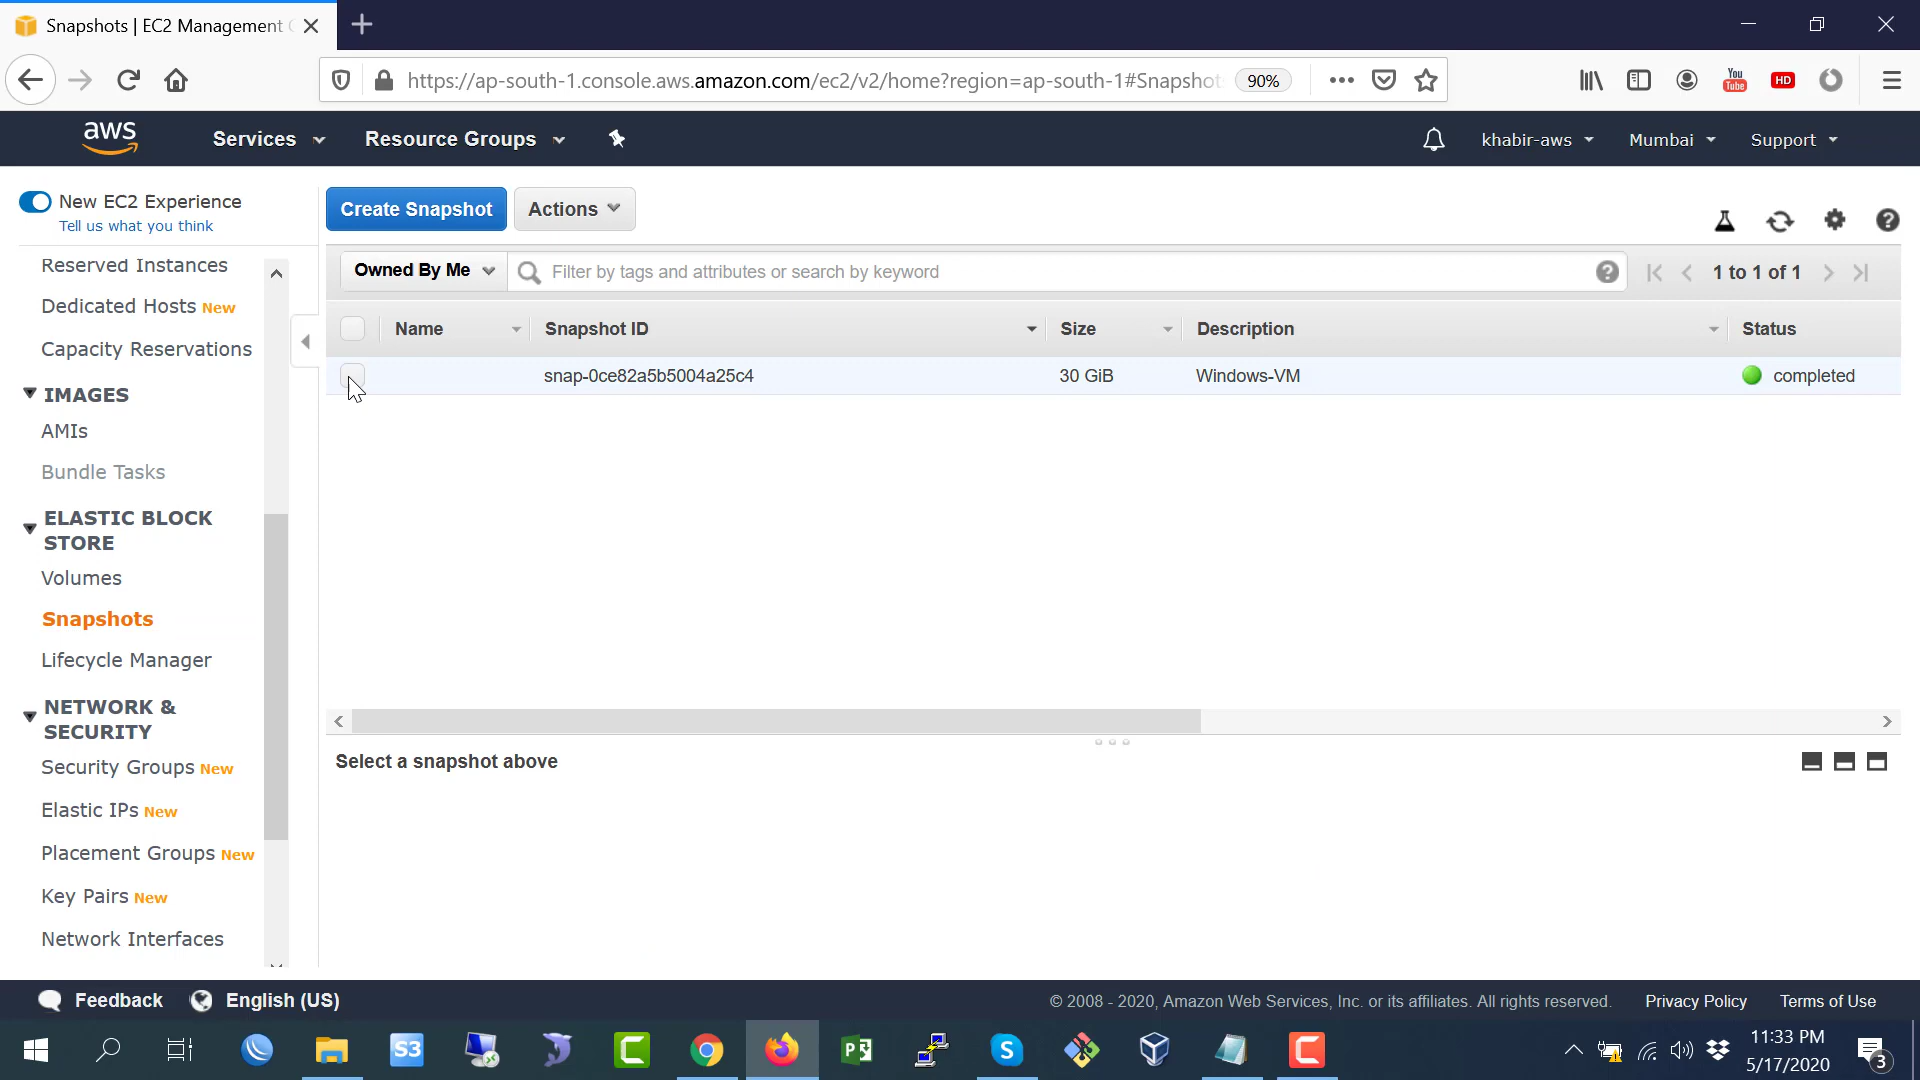 Snapshots | EC2 Management
https://ap-south-1.console.aws.amazon.com/ec2/v2/home?region=ap-south-1#Snapshot
90%
You
Tube
HD
aws
Services
Resource Groups
khabir-aws
Mumbai
Support
New EC2 Experience
Tell us what you think
Reserved Instances
Dedicated Hosts New
Capacity Reservations
IMAGES
AMIs
Bundle Tasks
ELASTIC BLOCK
STORE
Volumes
Snapshots
Lifecycle Manager
NETWORK &
SECURITY
Security Groups New
Elastic IPs New
Placement Groups New
Key Pairs New
Network Interfaces
Create Snapshot
Actions
Owned By Me
Filter by tags and attributes or search by keyword
1 to 1 of 1
Name
Snapshot ID
Size
Description
Status
snap-0ce82a5b5004a25c4
30 GiB
Windows-VM
completed
Select a snapshot above
Feedback
English (US)
© 2008 - 2020, Amazon Web Services, Inc. or its affiliates. All rights reserved.
Privacy Policy
Terms of Use
S3
11:33 PM
5/17/2020
3